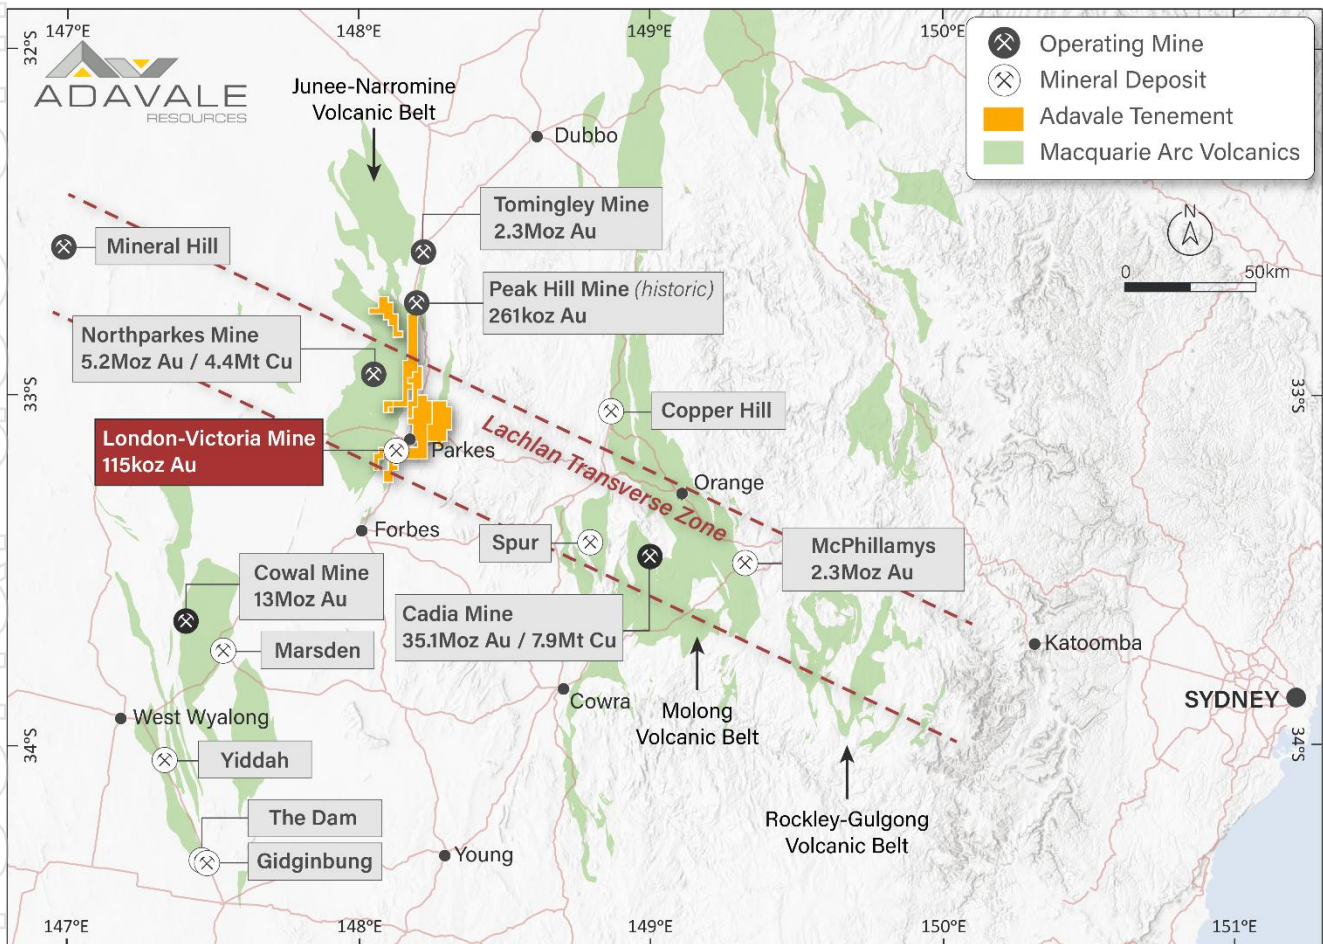 147°E
148°E
149°E
150°E
32°S
ADAVALE
RESOURCES
Operating Mine
Mineral Deposit
Adavale Tenement
Macquarie Arc Volcanics
Junee-Narromine
Volcanic Belt
Dubbo
Tomingley Mine
2.3Moz Au
N
Mineral Hill
0
50km
Peak Hill Mine (historic)
261koz Au
Northparkes Mine
5.2Moz Au / 4.4Mt Cu
33°S
33°S
Copper Hill
London-Victoria Mine
115koz Au
Parkes
Lachlan Transverse Zone
Orange
Forbes
Spur
McPhillamys
2.3Moz Au
Cowal Mine
13Moz Au
Cadia Mine
35.1Moz Au / 7.9Mt Cu
Marsden
Katoomba
SYDNEY
Cowra
West Wyalong
Molong
Volcanic Belt
34°S
34°S
Yiddah
The Dam
Rockley-Gulgong
Volcanic Belt
Gidginbung
Young
147°E
148°E
149°E
150°E
151°E